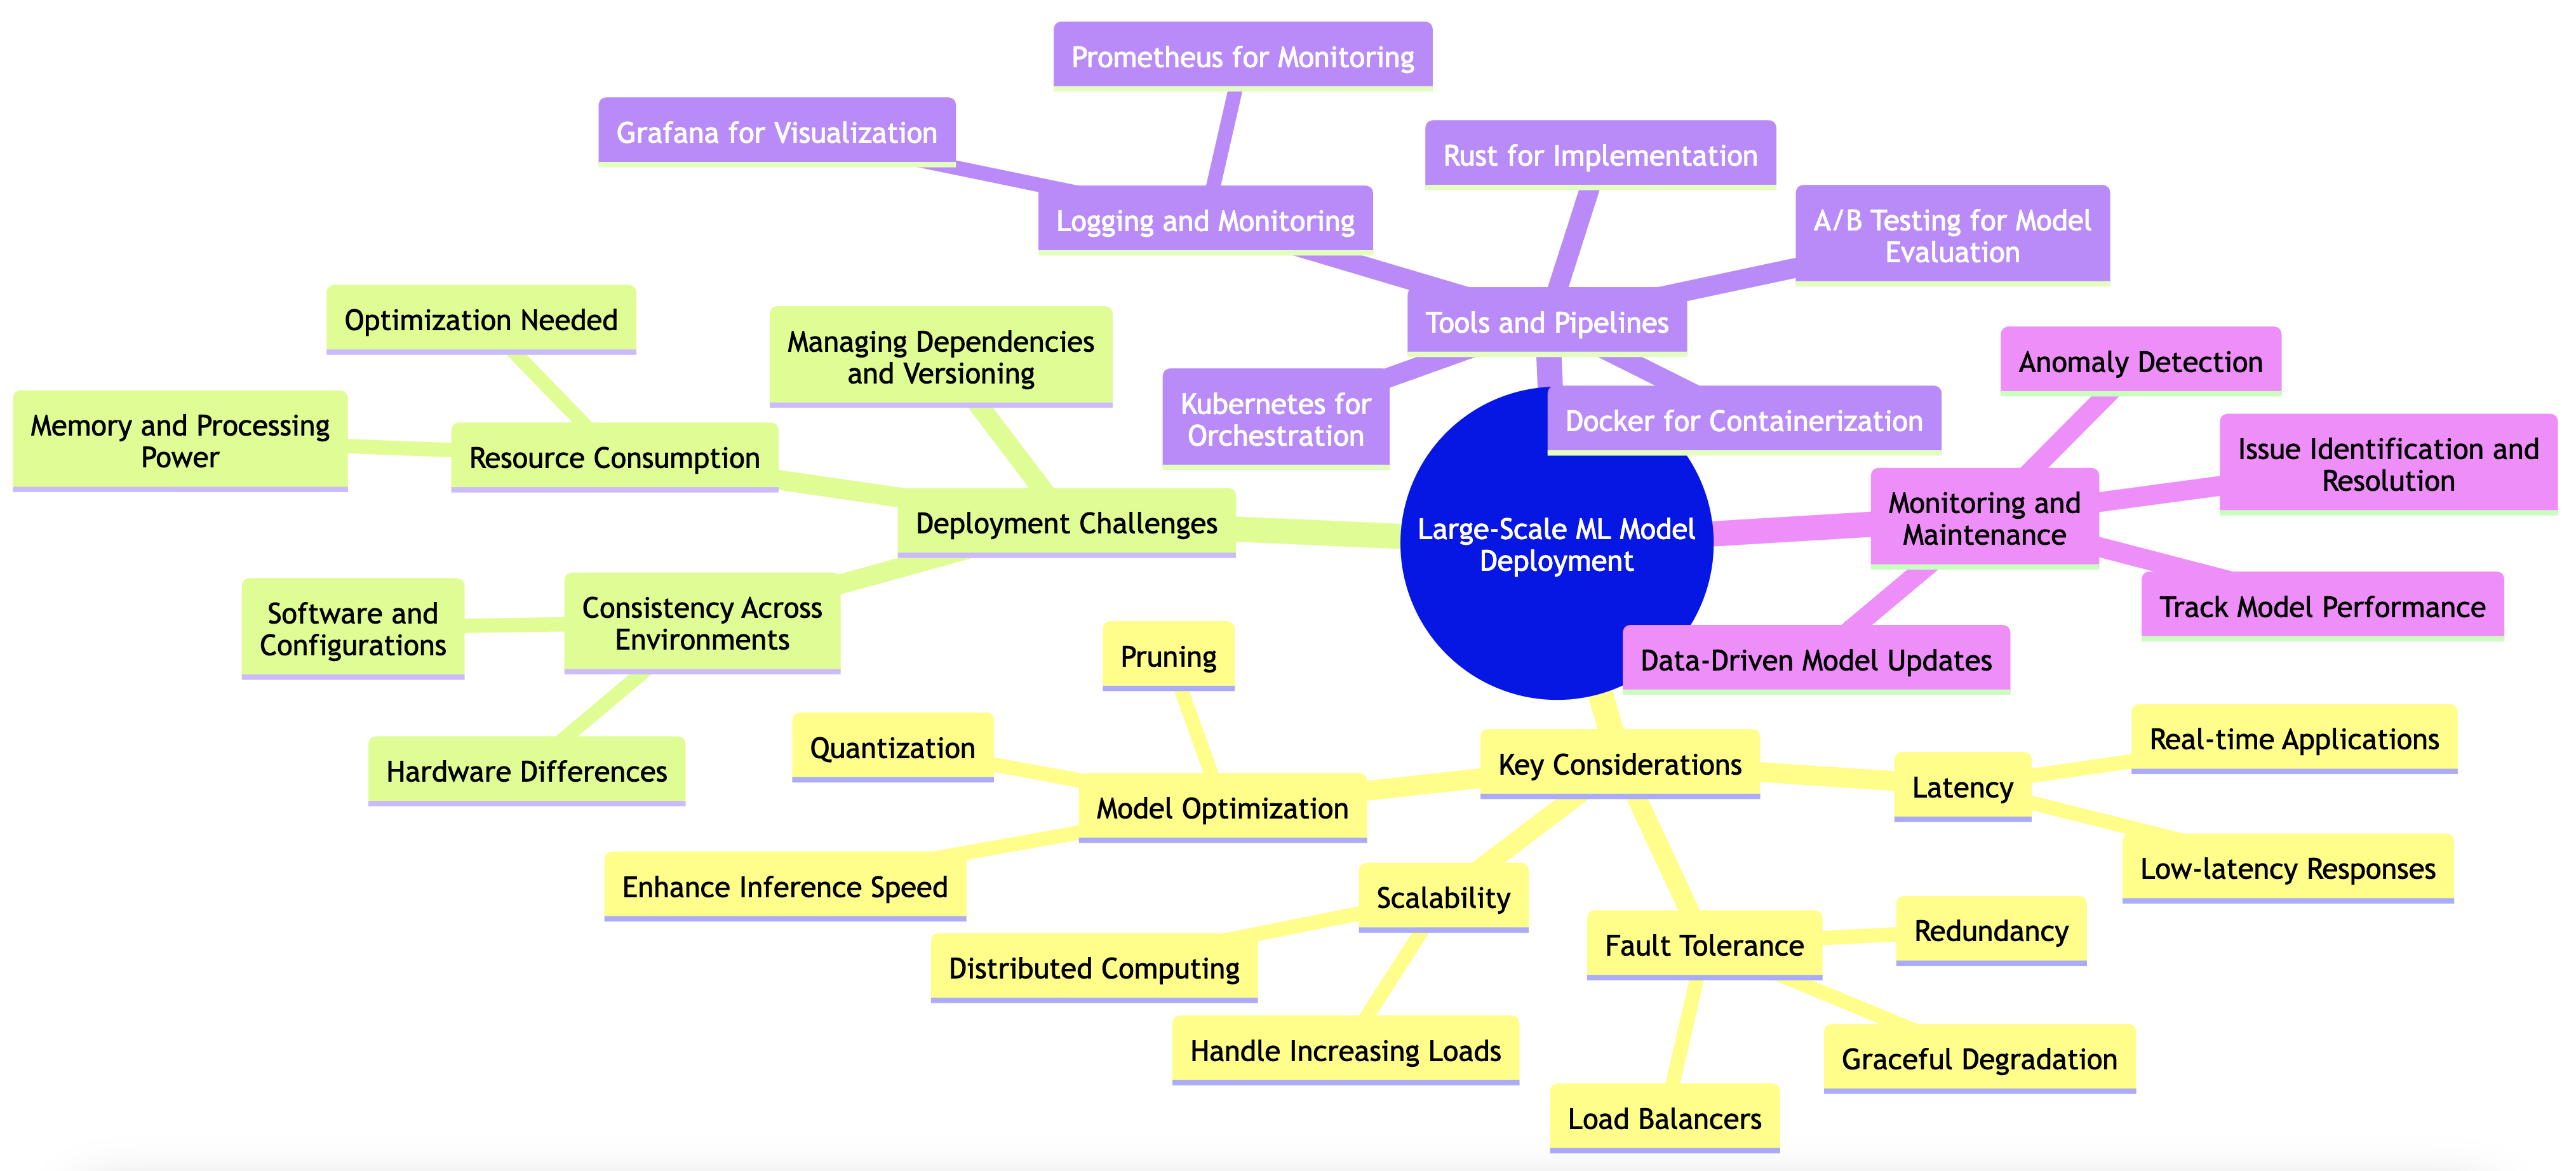 Prometheus for Monitoring
Grafana for Visualization
Rust for Implementation
Logging and Monitoring
A/B Testing for Model
Evaluation
Tools and Pipelines
Kubernetes for
Orchestration
Docker for Containerization
Optimization Needed
Managing Dependencies
and Versioning
Memory and Processing
Power
Resource Consumption
Deployment Challenges
Software and
Configurations
Consistency Across
Environments
Hardware Differences
Large-Scale ML Model
Deployment
Anomaly Detection
Issue Identification and
Resolution
Monitoring and
Maintenance
Track Model Performance
Data-Driven Model Updates
Pruning
Quantization
Model Optimization
Enhance Inference Speed
Key Considerations
Latency
Real-time Applications
Low-latency Responses
Scalability
Distributed Computing
Handle Increasing Loads
Fault Tolerance
Redundancy
Graceful Degradation
Load Balancers